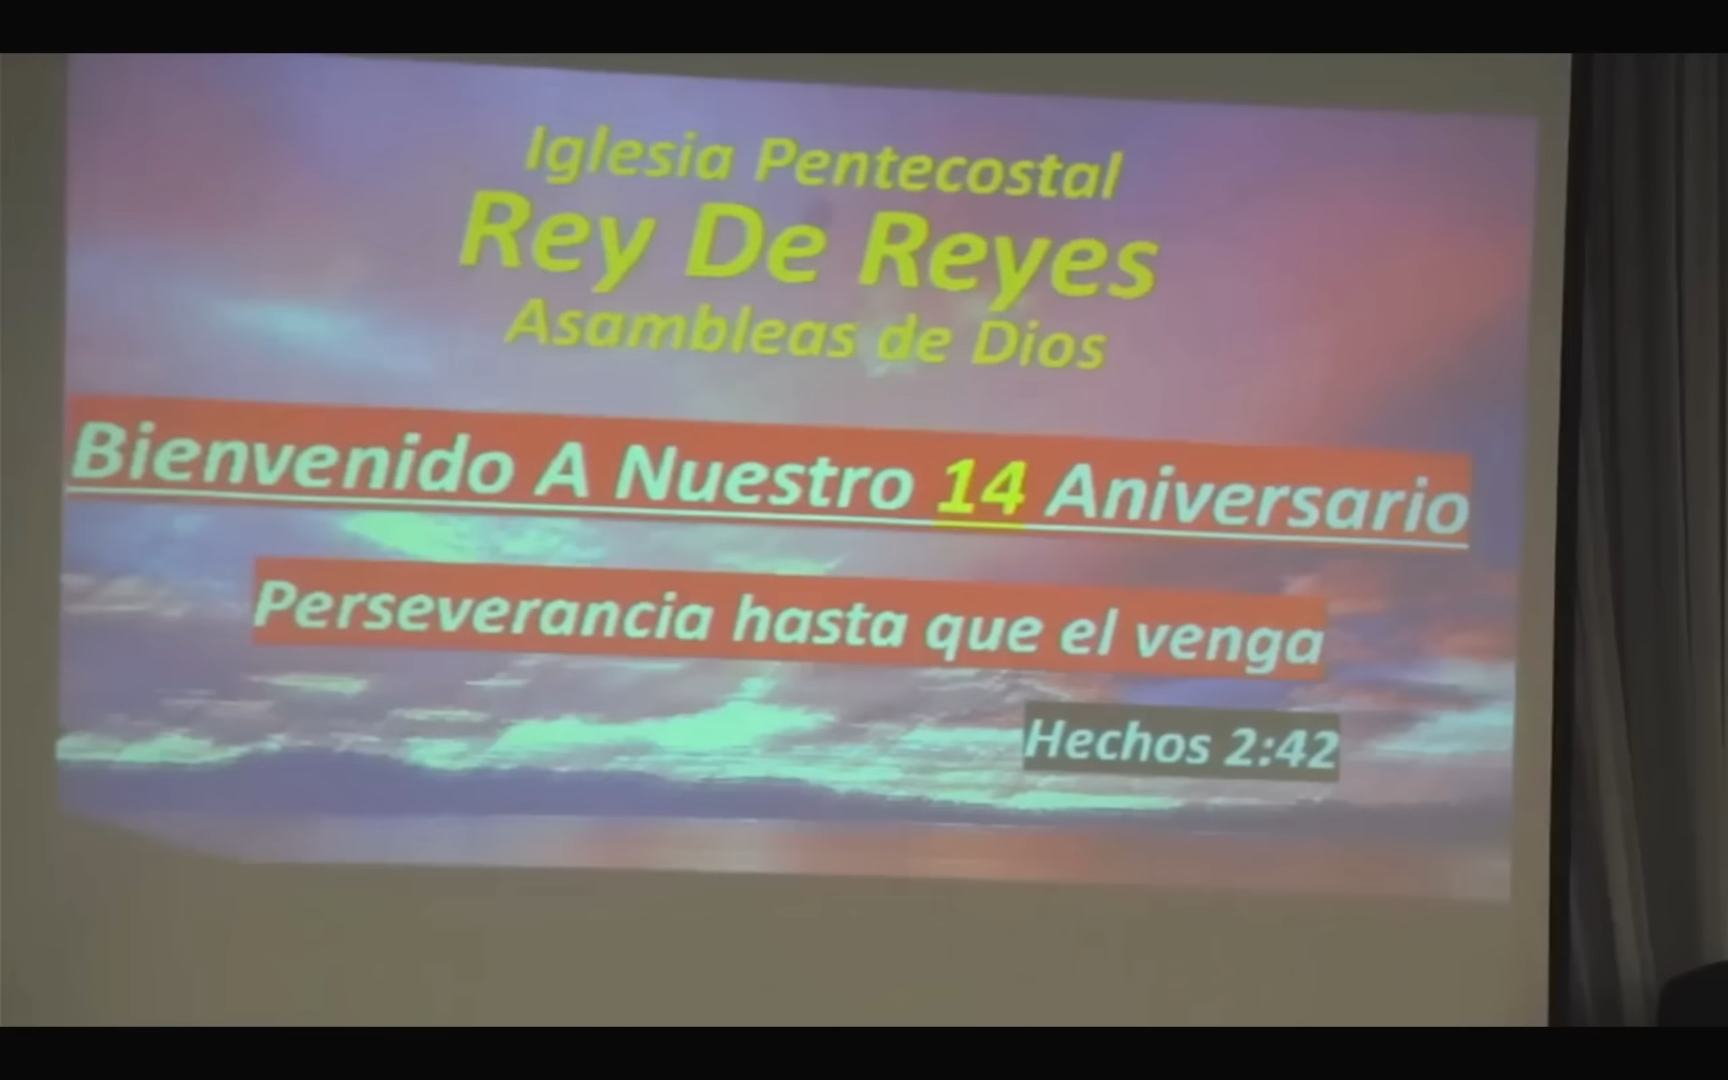 Iglesia Pentecostal
Rey De Reyes
Asambleas de Dios
Bienvenido A Nuestro 14 Aniversario
Perseverancia hasta que el venga
Hechos 2:42